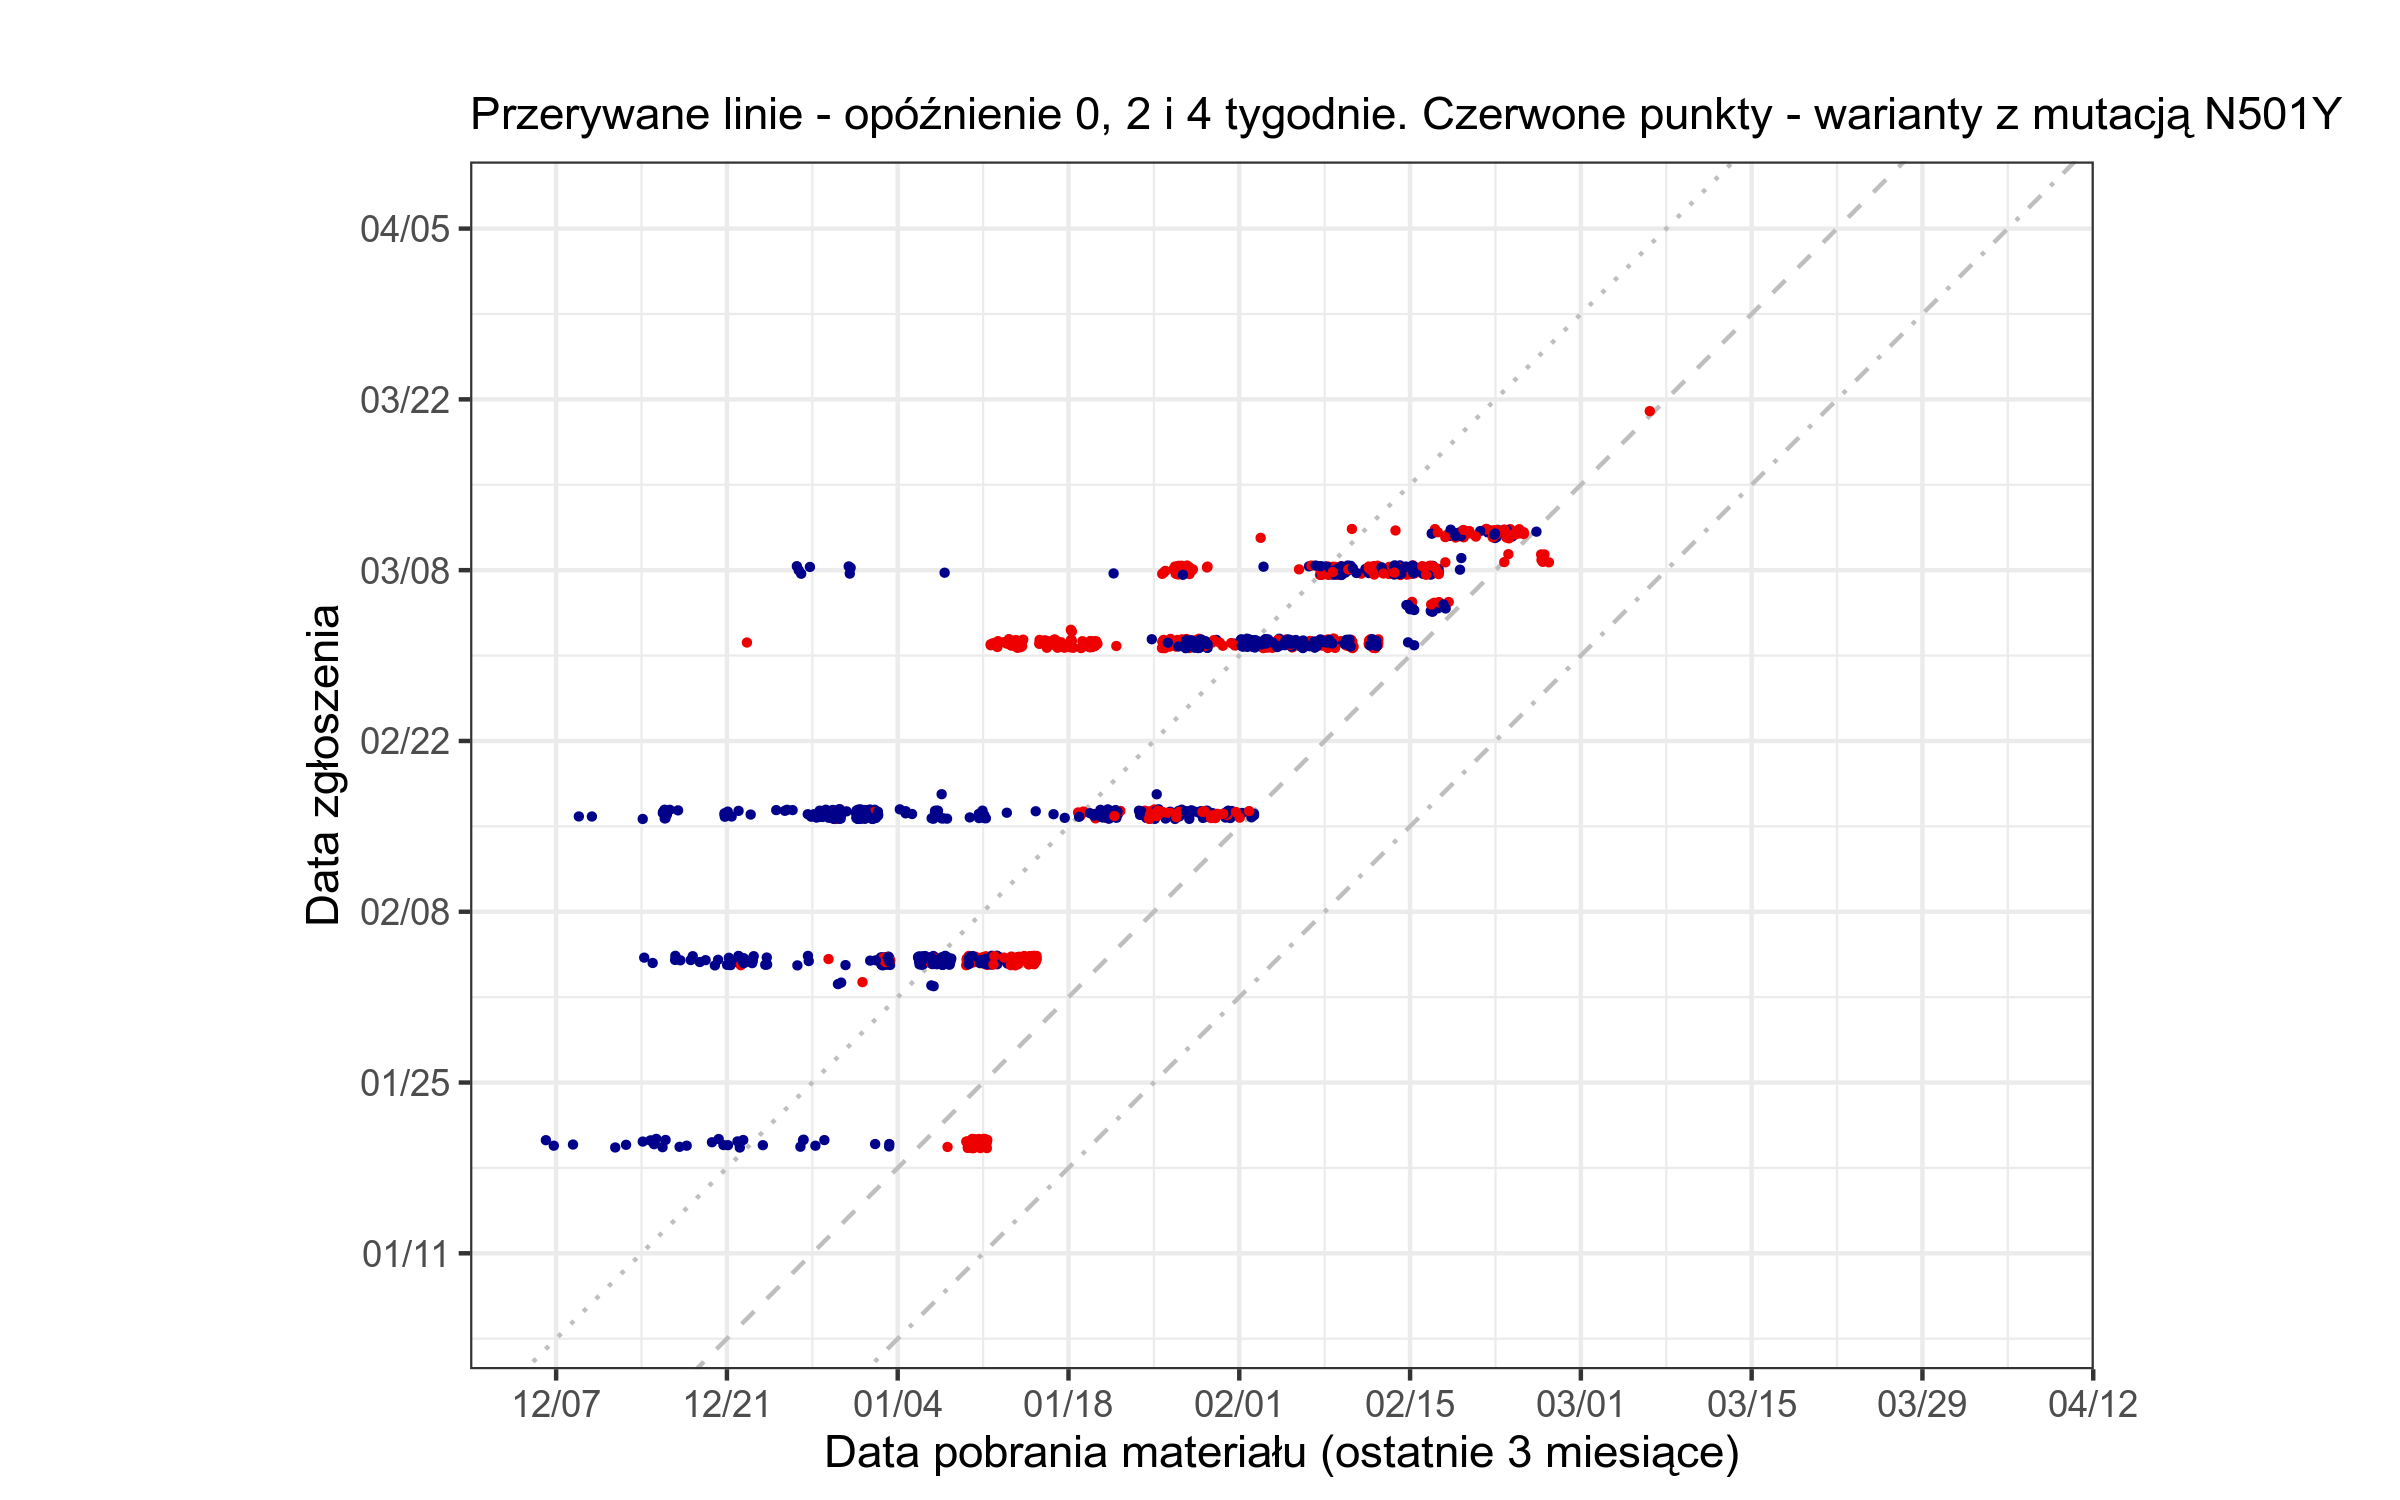 Przerywane linie - opóźnienie 0, 2 i 4 tygodnie. Czerwone punkty - warianty z mutacją N501Y
Data zgłoszenia
04/05
03/22
03/08
02/22
02/08
01/25
01/11
12/07 12/21 01/04 01/18 02/01 02/15 03/01 03/15 03/29 04/12
Data pobrania materiału (ostatnie 3 miesiące)